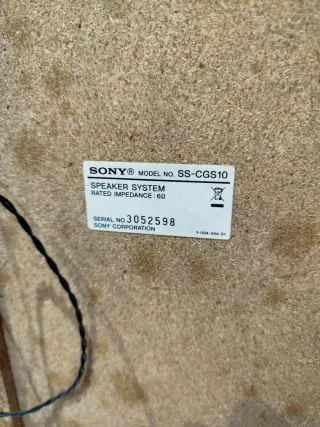 SONY® MODEL NO. SS-CGS10
SPEAKER SYSTEM
RATED IMPEDANCE : 6Ω
SERIAL NO. 3052598
SONY CORPORATION